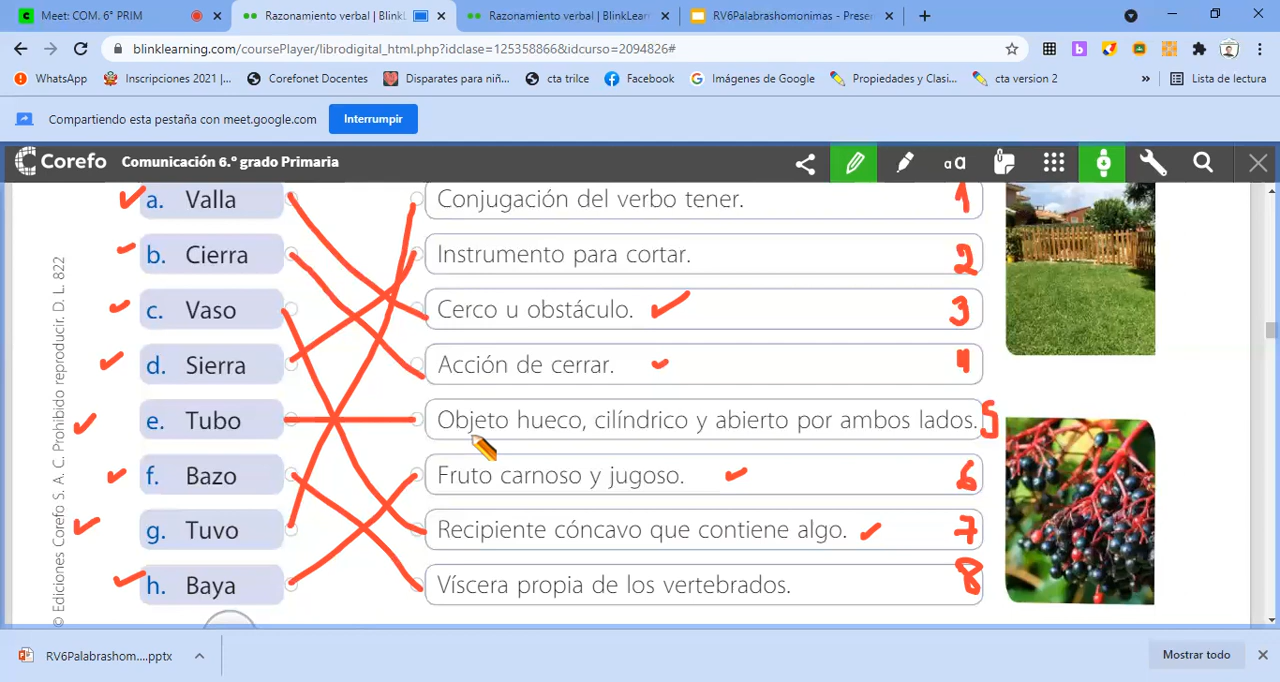 Meet: COM. 6° PRIM
Razonamiento verbal | Blinkl
Razonamiento verbal | BlinkLear
RV6Palabrashomonimas - Prese
blinklearning.com/coursePlayer/librodigital_html.php?idclase=125358866&idcurso=2094826#
WhatsApp
Inscripciones 2021 |...
Corefonet Docentes
Disparates para niñ...
cta trilce
Facebook
Imágenes de Google
Propiedades y Clasi...
cta version 2
»
Lista de lectura
Compartiendo esta pestaña con meet.google.com
Interrumpir
Corefo
Comunicación 6.º grado Primaria
aa
a. Valla
Conjugación del verbo tener.
1
b. Cierra
Instrumento para cortar.
2
c. Vaso
Cerco u obstáculo.
3
d. Sierra
Acción de cerrar.
4
e. Tubo
Objeto hueco, cilíndrico y abierto por ambos lados.
5
f. Bazo
Fruto carnoso y jugoso.
6
g. Tuvo
Recipiente cóncavo que contiene algo.
7
h. Baya
Víscera propia de los vertebrados.
8
© Ediciones Corefo S. A. C. Prohibido reproducir. D. L. 822
RV6Palabrashom....pptx
Mostrar todo